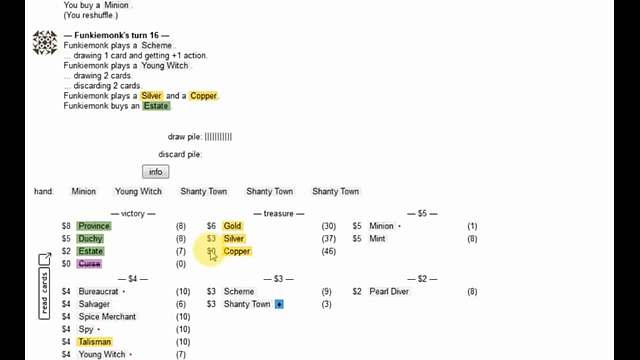 You buy a Minion.
(You reshuffle.)
— Funkiemonk's turn 16 —
Funkiemonk plays a Scheme.
... drawing 1 card and getting +1 action.
Funkiemonk plays a Young Witch.
... drawing 2 cards.
... discarding 2 cards.
Funkiemonk plays a Silver and a Copper.
Funkiemonk buys an Estate.
draw pile: |||||||||||
discard pile:
info
hand: Minion Young Witch Shanty Town Shanty Town Shanty Town
— victory — — treasure — — $5 —
$8 Province (8) $6 Gold (30) $5 Minion (1)
$5 Duchy (8) $3 Silver (37) $5 Mint (8)
$2 Estate (7) $0 Copper (46)
$0 Curse (0)
— $4 — — $3 — — $2 —
$4 Bureaucrat (10) $3 Scheme (9) $2 Pearl Diver (8)
$4 Salvager (6) $3 Shanty Town (3)
$4 Spice Merchant (10)
$4 Spy (10)
$4 Talisman (10)
$4 Young Witch (7)
read cards